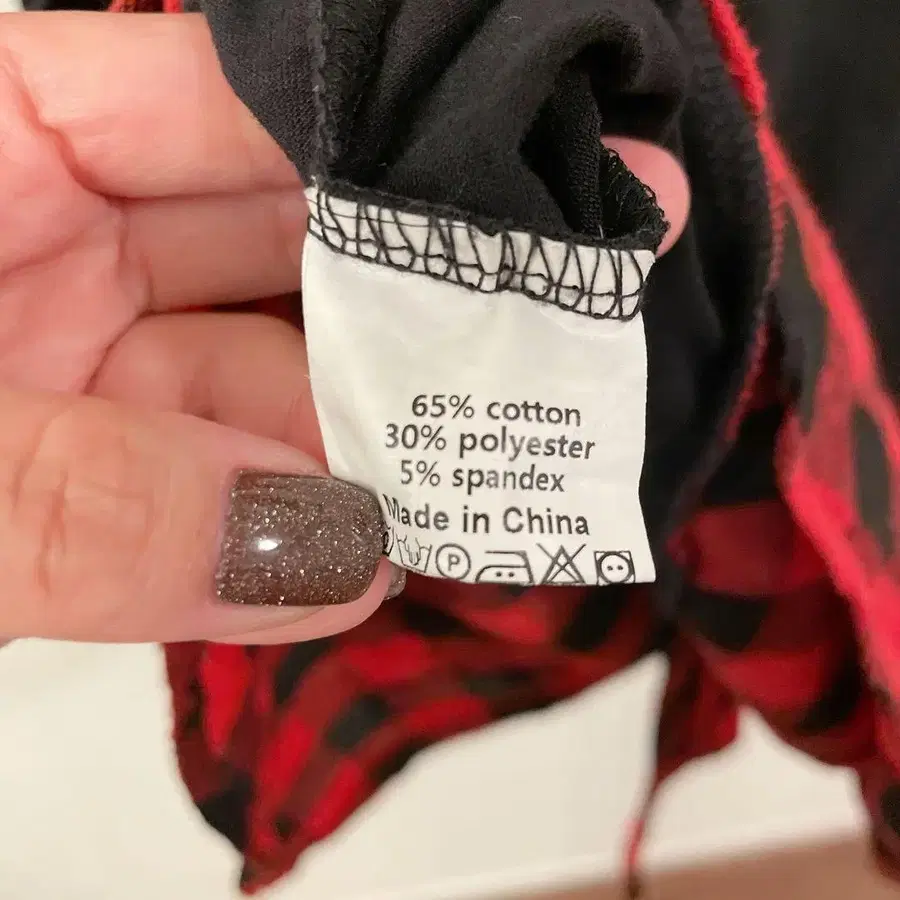 65% cotton
30% polyester
5% spandex
Made in China
P